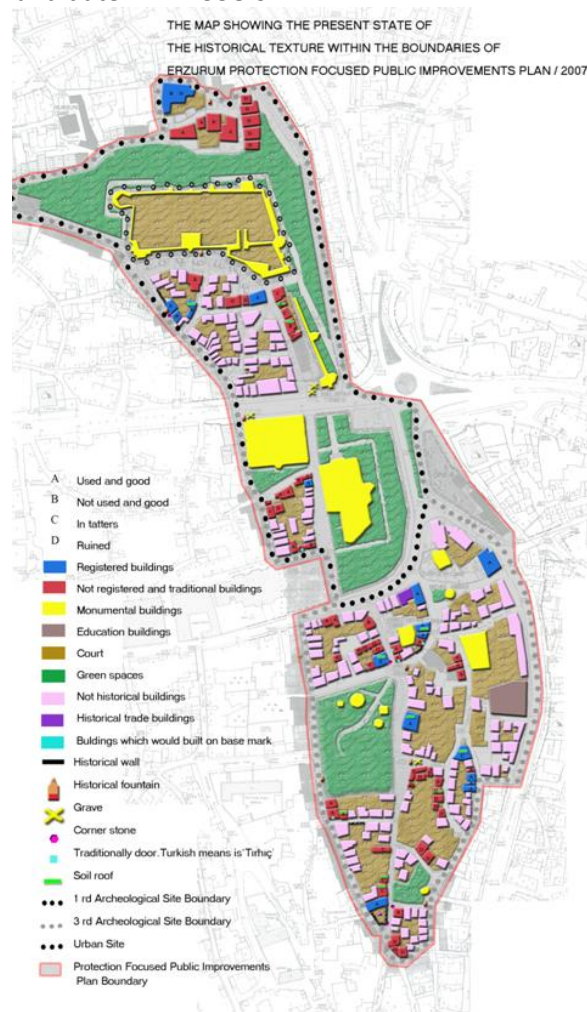 THE MAP SHOWING THE PRESENT STATE OF
THE HISTORICAL TEXTURE WITHIN THE BOUNDARIES OF
ERZURUM PROTECTION FOCUSED PUBLIC IMPROVEMENTS PLAN / 2007
A Used and good
B Not used and good
C In tatters
D Ruined
Registered buildings
Not registered and traditional buildings
Monumental buildings
Education buildings
Court
Green spaces
Not historical buildings
Historical trade buildings
Buldings which would built on base mark
Historical wall
Historical fountain
Grave
Corner stone
Traditionally door.Turkish means is'Tırhıç'
Soil roof
1 rd Archeological Site Boundary
3 rd Archeological Site Boundary
Urban Site
Protection Focused Public Improvements
Plan Boundary